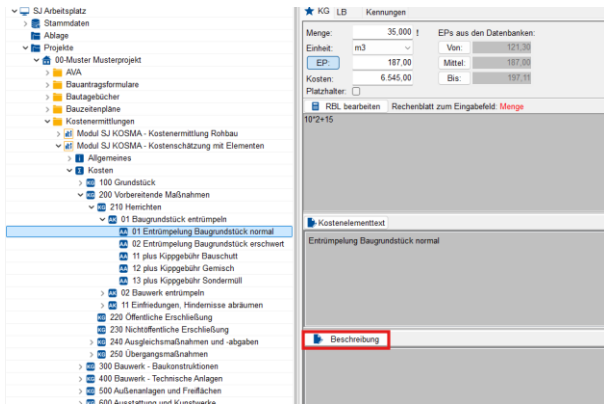 SJ Arbeitsplatz
Stammdaten
Ablage
Projekte
00-Muster Musterprojekt
AVA
Bauantragsformulare
Bautagebücher
Bauzeitenpläne
Kostenermittlungen
Modul SJ KOSMA - Kostenermittlung Rohbau
Modul SJ KOSMA - Kostenschätzung mit Elementen
Allgemeines
Kosten
100 Grundstück
200 Vorbereitende Maßnahmen
210 Herrichten
01 Baugrundstück entrümpeln
01 Entrümpelung Baugrundstück normal
02 Entrümpelung Baugrundstück erschwert
11 plus Kippgebühr Bauschutt
12 plus Kippgebühr Gemisch
13 plus Kippgebühr Sondermüll
02 Bauwerk entrümpeln
11 Einfriedungen, Hindernisse abräumen
220 Öffentliche Erschließung
230 Nichtöffentliche Erschließung
240 Ausgleichsmaßnahmen und -abgaben
250 Übergangsmaßnahmen
300 Bauwerk - Baukonstruktionen
400 Bauwerk - Technische Anlagen
500 Außenanlagen und Freiflächen
600 Ausstattung und Kunstwerke
KG LB Kennungen
Menge: 35,000 ! EPs aus den Datenbanken:
Einheit: m3 Von: 121,30
EP: 187,00 Mittel: 187,00
Kosten: 6.545,00 Bis: 197,11
Platzhalter:
RBL bearbeiten Rechenblatt zum Eingabefeld: Menge
10*2+15
Kostenelementtext
Entrümpelung Baugrundstück normal
Beschreibung